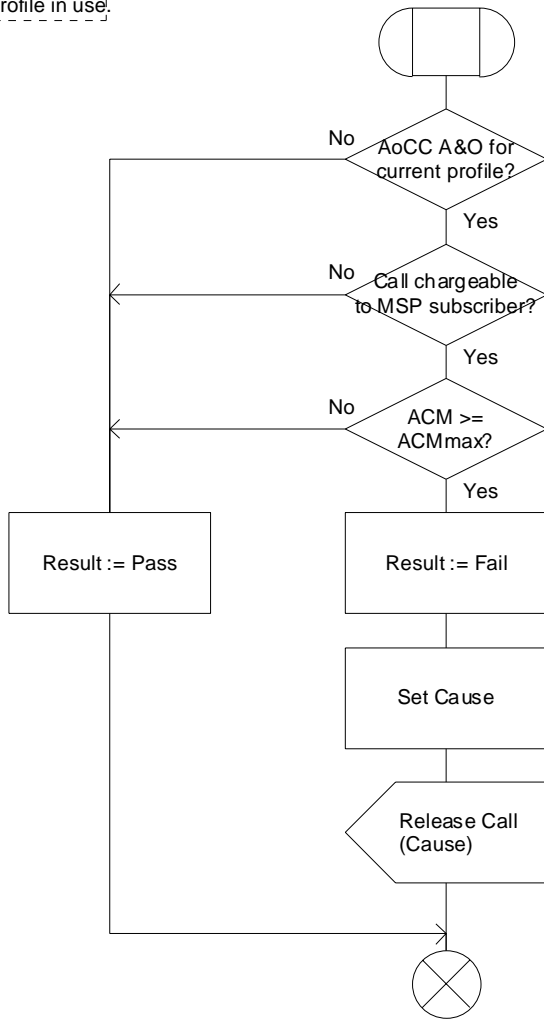 profile in use.
No
AoCC A&O for
current profile?
Yes
No
Call chargeable
to MSP subscriber?
Yes
No
ACM >=
ACMmax?
Yes
Result := Pass
Result := Fail
Set Cause
Release Call
(Cause)